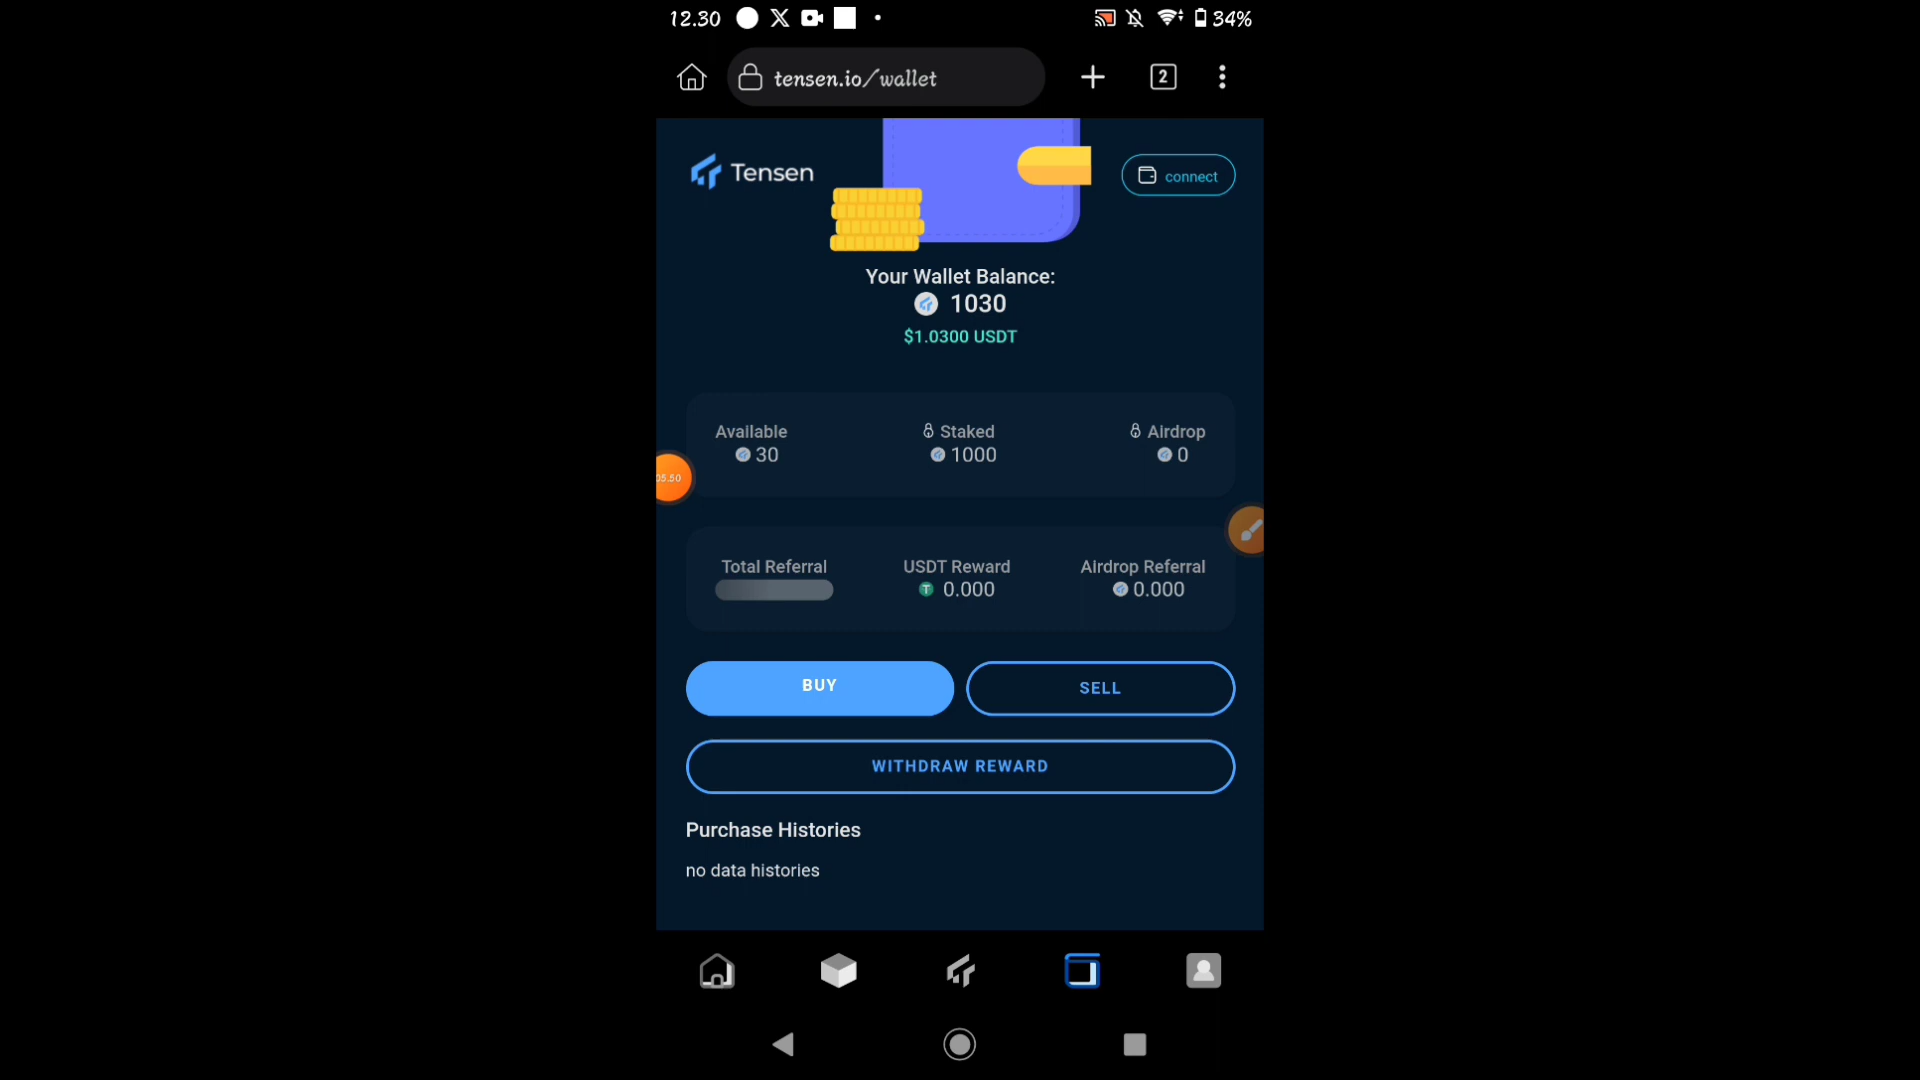 12.30
34%
tensen.io/wallet
2
Tensen
connect
Your Wallet Balance:
1030
$1.0300 USDT
Available
Staked
Airdrop
30
1000
0
05:50
Total Referral
USDT Reward
Airdrop Referral
0.000
0.000
BUY
SELL
WITHDRAW REWARD
Purchase Histories
no data histories